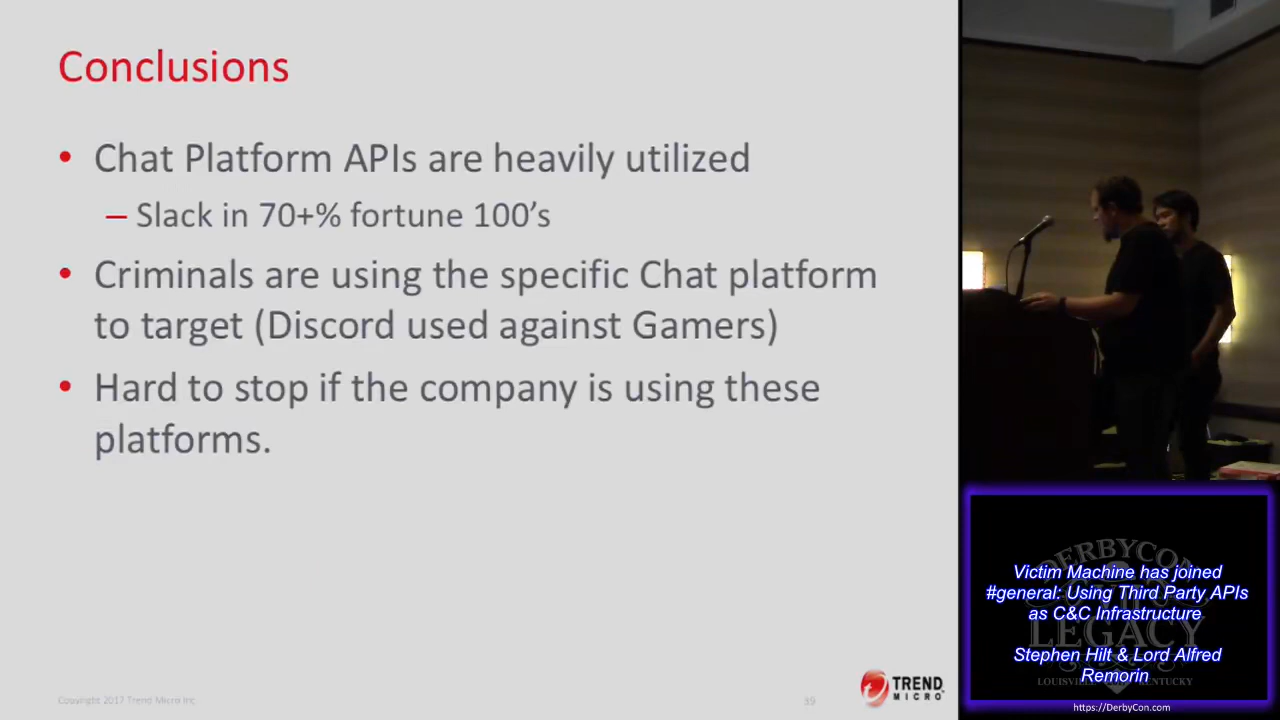 Conclusions
• Chat Platform APIs are heavily utilized
– Slack in 70+% fortune 100’s
• Criminals are using the specific Chat platform
to target (Discord used against Gamers)
• Hard to stop if the company is using these
platforms.
Copyright 2017 Trend Micro Inc.
39
TREND
MICRO
DERBYCON
LEGACY
LOUISVILLE KENTUCKY
Victim Machine has joined
#general: Using Third Party APIs
as C&C Infrastructure
Stephen Hilt & Lord Alfred
Remorin
https://DerbyCon.com